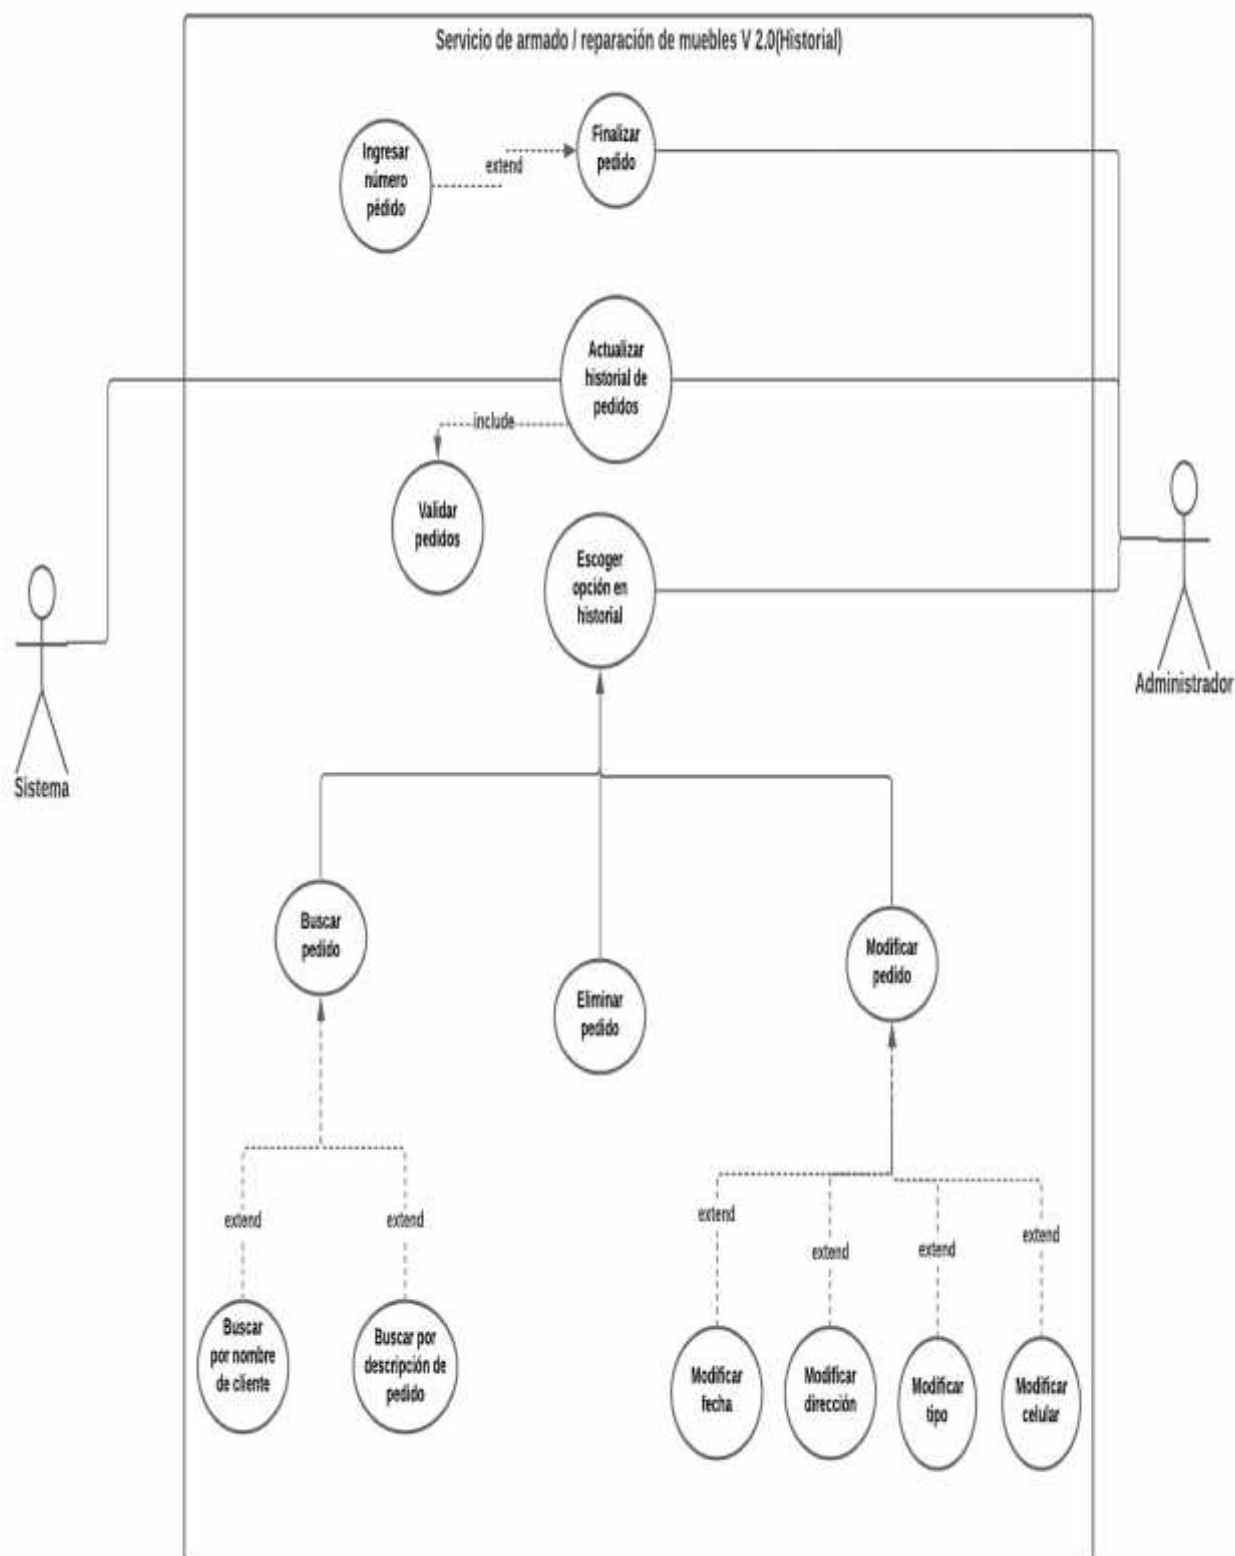 Servicio de armado / reparación de muebles V 2.0(Historial)
Ingresar
número
pédido
extend
Finalizar
pedido
Actualizar
historial de
pedidos
include
Validar
pedidos
Escoger
opción en
historial
Sistema
Administrador
Buscar
pedido
Eliminar
pedido
Modificar
pedido
extend
extend
extend
extend
extend
extend
Buscar
por nombre
de cliente
Buscar por
descripción de
pedido
Modificar
fecha
Modificar
dirección
Modificar
tipo
Modificar
celular